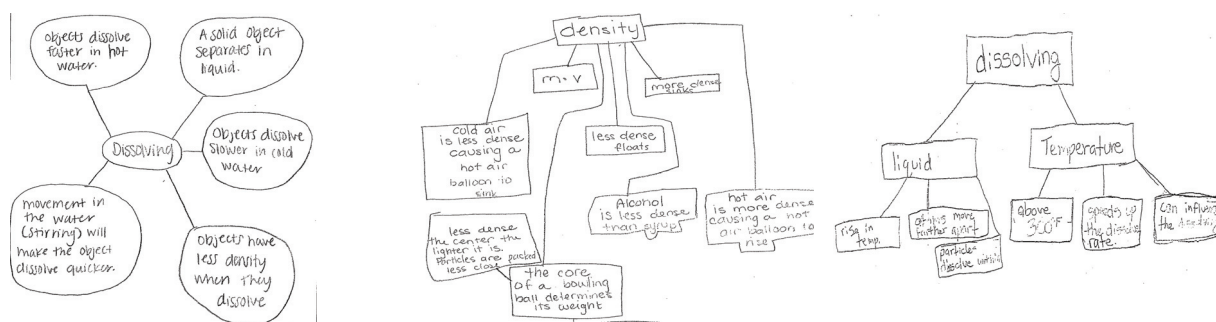 objects dissolve
faster in hot
water.
A solid object
separates in
liquid.
Dissolving
Objects dissolve
slower in cold
water
movement in
the water
(stirring) will
make the object
dissolve quicker.
Objects have
less density
when they
dissolve
density
m÷v
more dense
sinks
cold air
is less dense
causing a
hot air
balloon to
sink
less dense
floats
Alcohol
is less dense
than syrup
hot air
is more dense
causing a hot
air balloon to
rise
less dense
the center the
lighter it is.
Particles are packed
less close
the core
of a bowling
ball determines
its weight
dissolving
liquid
Temperature
rise in
temp.
more
further apart
particles
dissolve within
above
speeds up
the dissolve
rate.
can influence
the